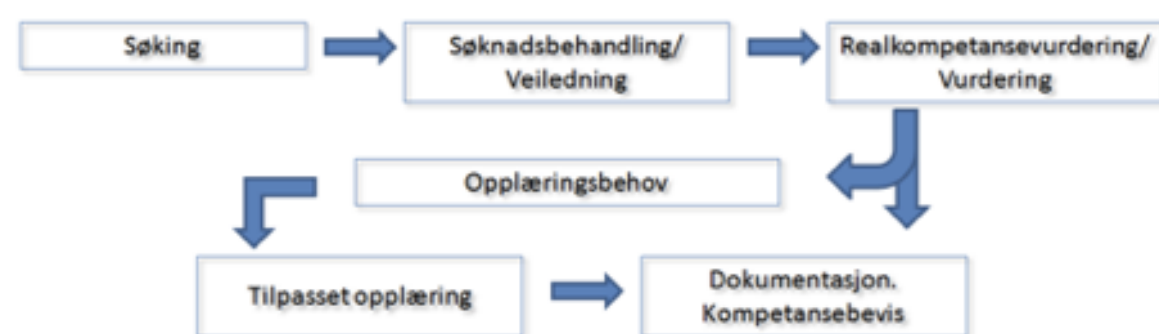 Søking
Søknadsbehandling/
Veiledning
Realkompetansevurdering/
Vurdering
Opplæringsbehov
Tilpasset opplæring
Dokumentasjon.
Kompetansebevis